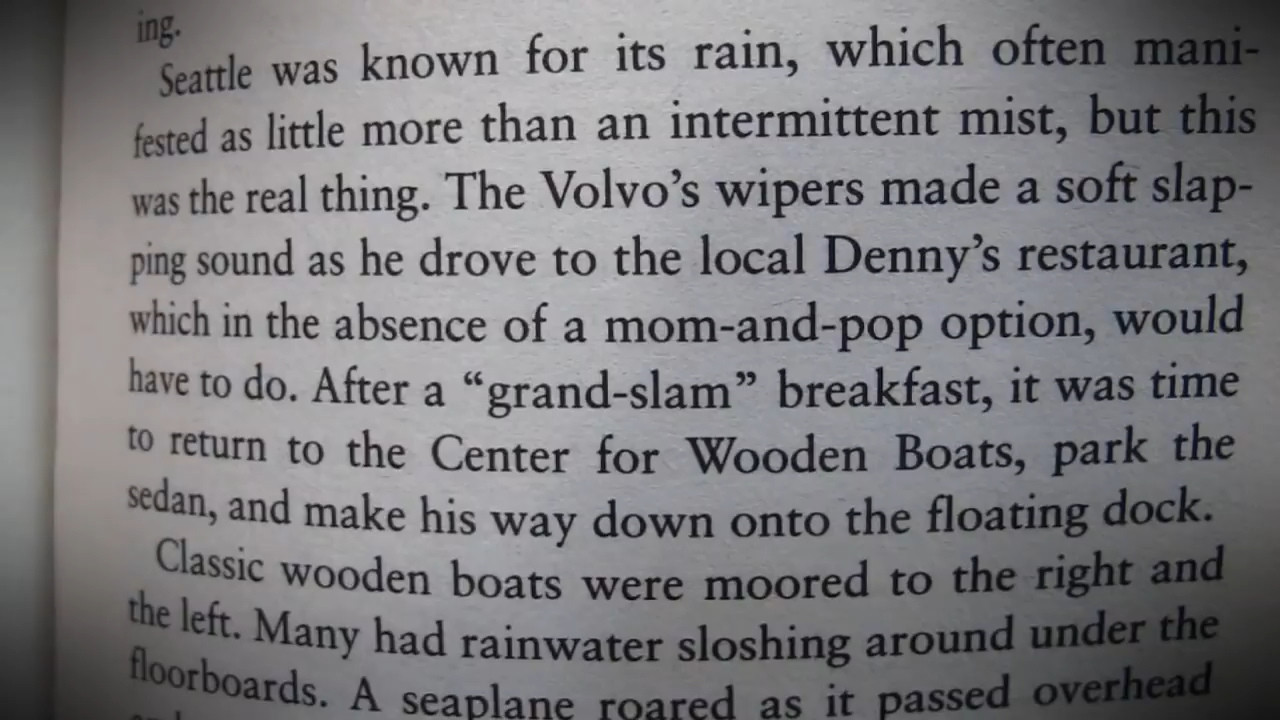 ing.
Seattle was known for its rain, which often mani-
fested as little more than an intermittent mist, but this
was the real thing. The Volvo’s wipers made a soft slap-
ping sound as he drove to the local Denny’s restaurant,
which in the absence of a mom-and-pop option, would
have to do. After a “grand-slam” breakfast, it was time
to return to the Center for Wooden Boats, park the
sedan, and make his way down onto the floating dock.
Classic wooden boats were moored to the right and
the left. Many had rainwater sloshing around under the
floorboards. A seaplane roared as it passed overhead